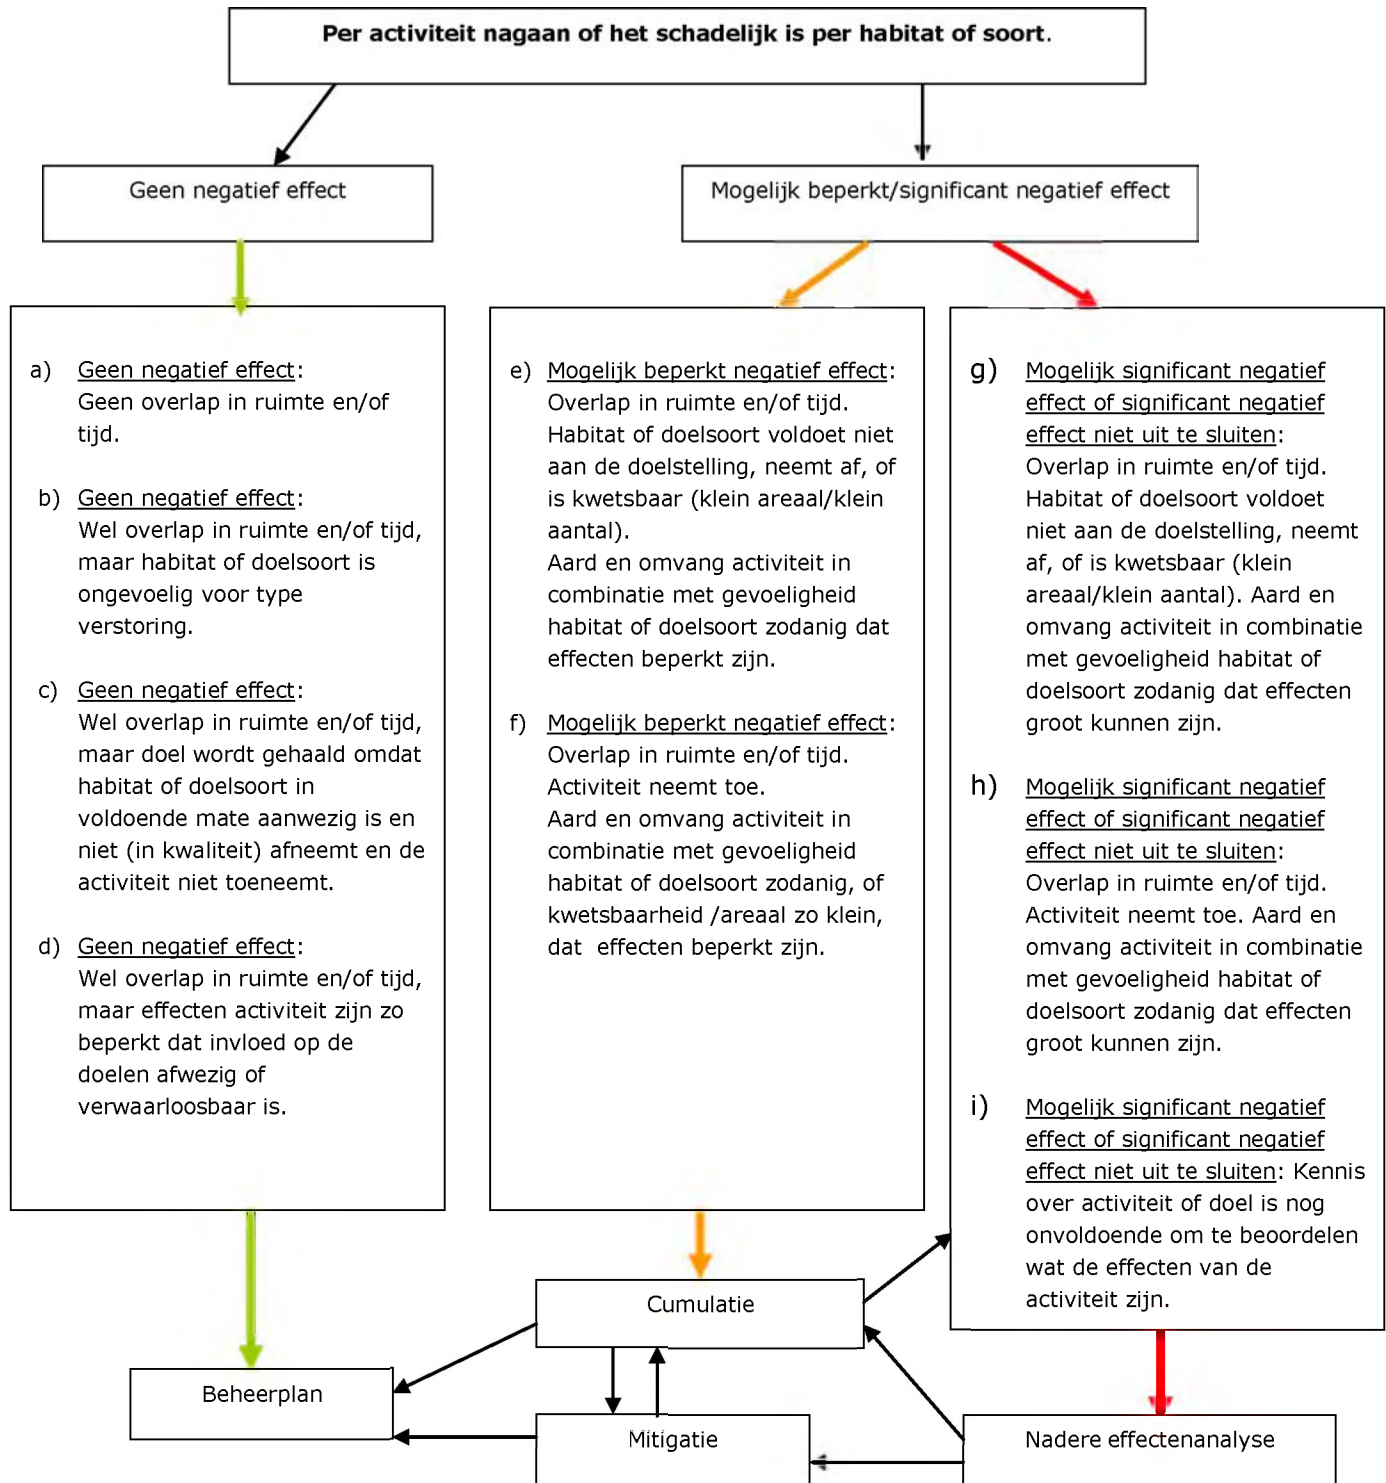 Per activiteit nagaan of het schadelijk is per habitat of soort.
Geen negatief effect
Mogelijk beperkt/significant negatief effect
a) Geen negatief effect:
Geen overlap in ruimte en/of
tijd.
b) Geen negatief effect:
Wel overlap in ruimte en/of tijd,
maar habitat of doelsoort is
ongevoelig voor type
verstoring.
c) Geen negatief effect:
Wel overlap in ruimte en/of tijd,
maar doel wordt gehaald omdat
habitat of doelsoort in
voldoende mate aanwezig is en
niet (in kwaliteit) afneemt en de
activiteit niet toeneemt.
d) Geen negatief effect:
Wel overlap in ruimte en/of tijd,
maar effecten activiteit zijn zo
beperkt dat invloed op de
doelen afwezig of
verwaarloosbaar is.
e) Mogelijk beperkt negatief effect:
Overlap in ruimte en/of tijd.
Habitat of doelsoort voldoet niet
aan de doelstelling, neemt af, of
is kwetsbaar (klein areaal/klein
aantal).
Aard en omvang activiteit in
combinatie met gevoeligheid
habitat of doelsoort zodanig dat
effecten beperkt zijn.
f) Mogelijk beperkt negatief effect:
Overlap in ruimte en/of tijd.
Activiteit neemt toe.
Aard en omvang activiteit in
combinatie met gevoeligheid
habitat of doelsoort zodanig, of
kwetsbaarheid /areaal zo klein,
dat effecten beperkt zijn.
g) Mogelijk significant negatief
effect of significant negatief
effect niet uit te sluiten:
Overlap in ruimte en/of tijd.
Habitat of doelsoort voldoet
niet aan de doelstelling, neemt
af, of is kwetsbaar (klein
areaal/klein aantal). Aard en
omvang activiteit in combinatie
met gevoeligheid habitat of
doelsoort zodanig dat effecten
groot kunnen zijn.
h) Mogelijk significant negatief
effect of significant negatief
effect niet uit te sluiten:
Overlap in ruimte en/of tijd.
Activiteit neemt toe. Aard en
omvang activiteit in combinatie
met gevoeligheid habitat of
doelsoort zodanig dat effecten
groot kunnen zijn.
i) Mogelijk significant negatief
effect of significant negatief
effect niet uit te sluiten: Kennis
over activiteit of doel is nog
onvoldoende om te beoordelen
wat de effecten van de
activiteit zijn.
Cumulatie
Beheerplan
Mitigatie
Nadere effectenanalyse